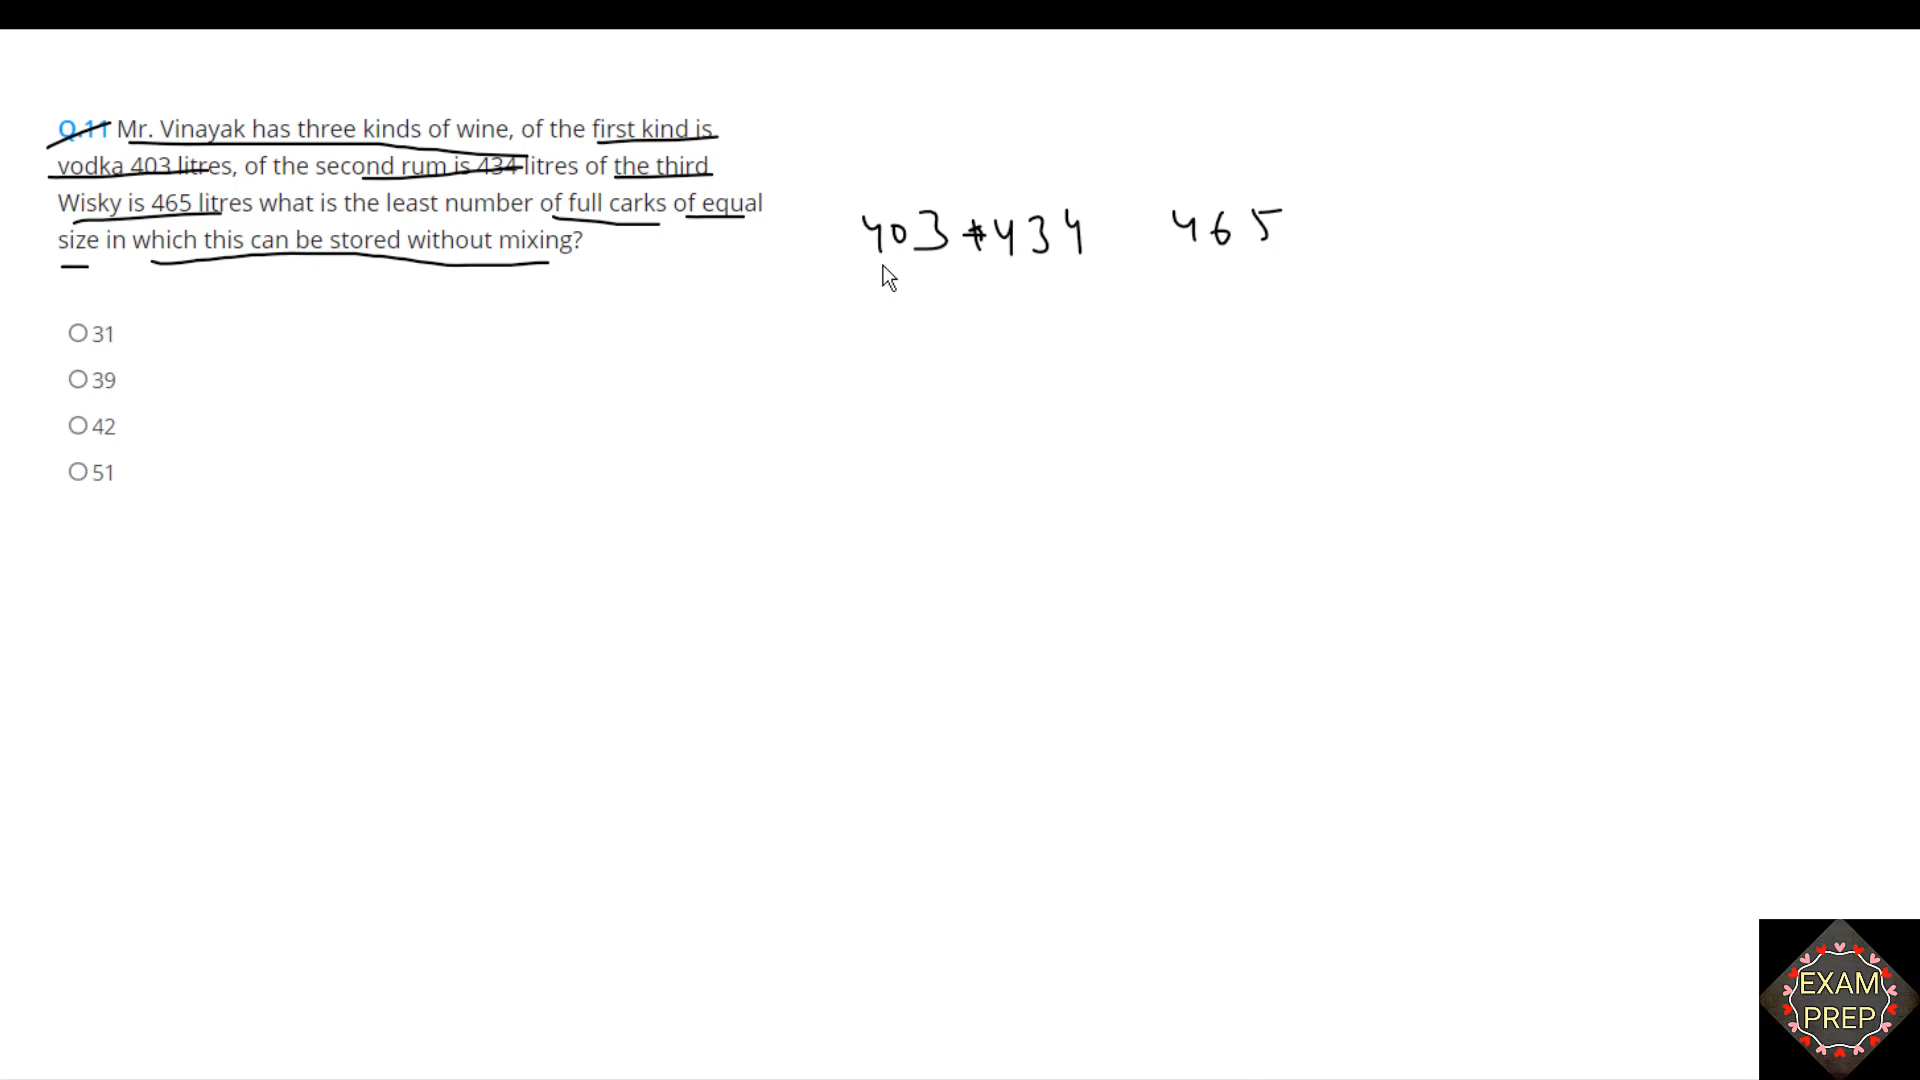 Q.11 Mr. Vinayak has three kinds of wine, of the first kind is
vodka 403 litres, of the second rum is 434 litres of the third
Wisky is 465 litres what is the least number of full carks of equal
size in which this can be stored without mixing?
403 * 434 465
31
39
42
51
EXAM
PREP